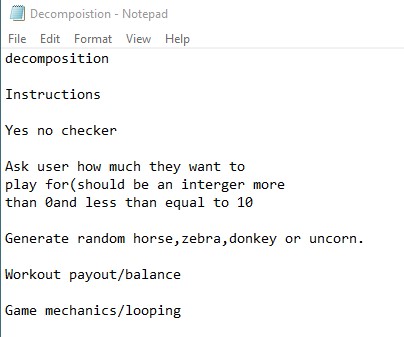 Decompoistion - Notepad
File Edit Format View Help
decomposition
Instructions
Yes no checker
Ask user how much they want to
play for(should be an interger more
than 0and less than equal to 10
Generate random horse,zebra,donkey or uncorn.
Workout payout/balance
Game mechanics/looping